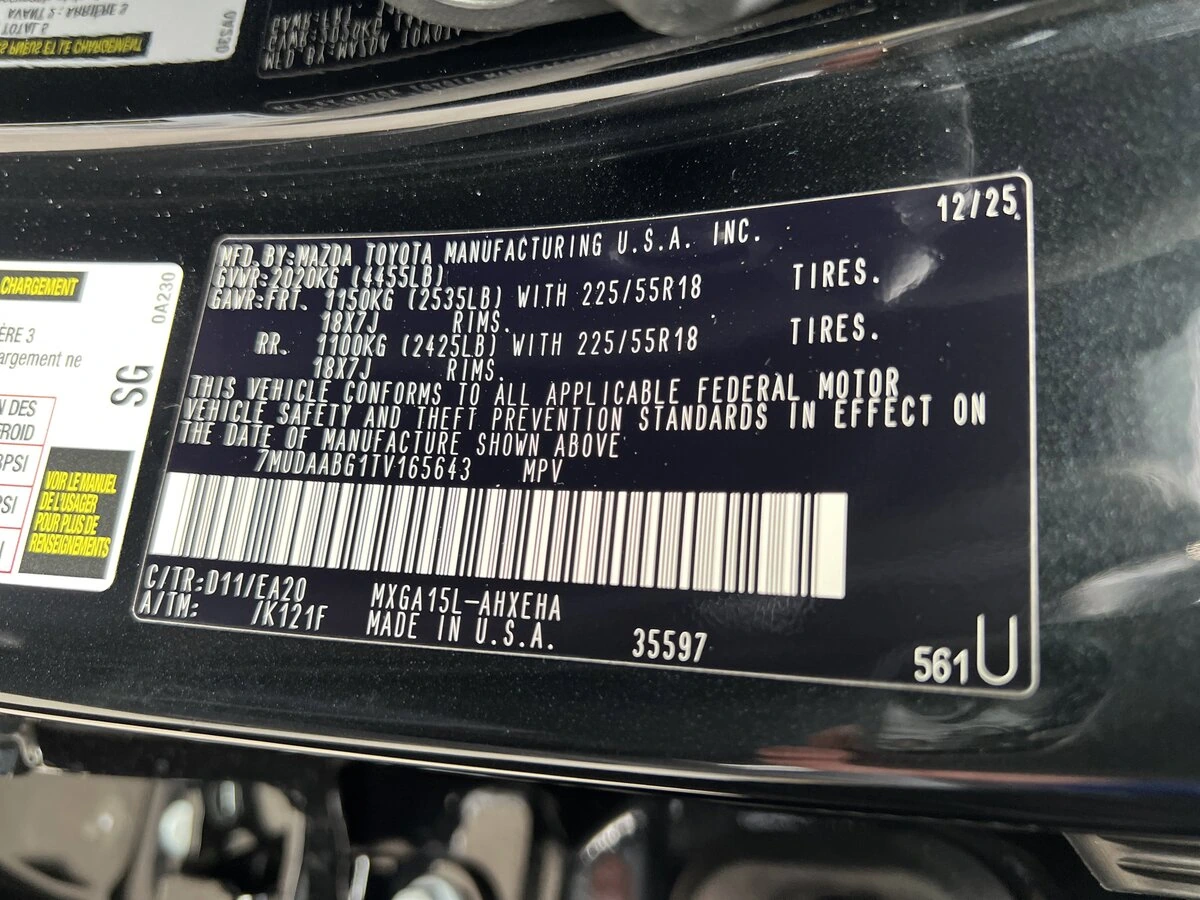 12/25
MFD. BY: MAZDA TOYOTA MANUFACTURING U.S.A. INC.
GVWR: 2020KG (4455LB)
GAWR: FRT. 1150KG (2535LB) WITH 225/55R18 TIRES.
18X7J RIMS.
RR. 1100KG (2425LB) WITH 225/55R18 TIRES.
18X7J RIMS.
THIS VEHICLE CONFORMS TO ALL APPLICABLE FEDERAL MOTOR
VEHICLE SAFETY AND THEFT PREVENTION STANDARDS IN EFFECT ON
THE DATE OF MANUFACTURE SHOWN ABOVE
7MUDAABG1TV165643 MPV
C/TR: D11/EA20 MXGA15L-AHXEHA
A/TM: /K121F MADE IN U.S.A. 35597
561 U
CHARGEMENT
0A230
SG
VOIR LE MANUEL
DE L'USAGER
POUR PLUS DE
RENSEIGNEMENTS